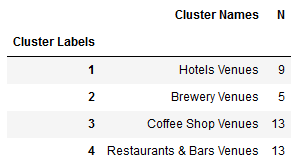 Cluster Names N
Cluster Labels
1 Hotels Venues 9
2 Brewery Venues 5
3 Coffee Shop Venues 13
4 Restaurants & Bars Venues 13